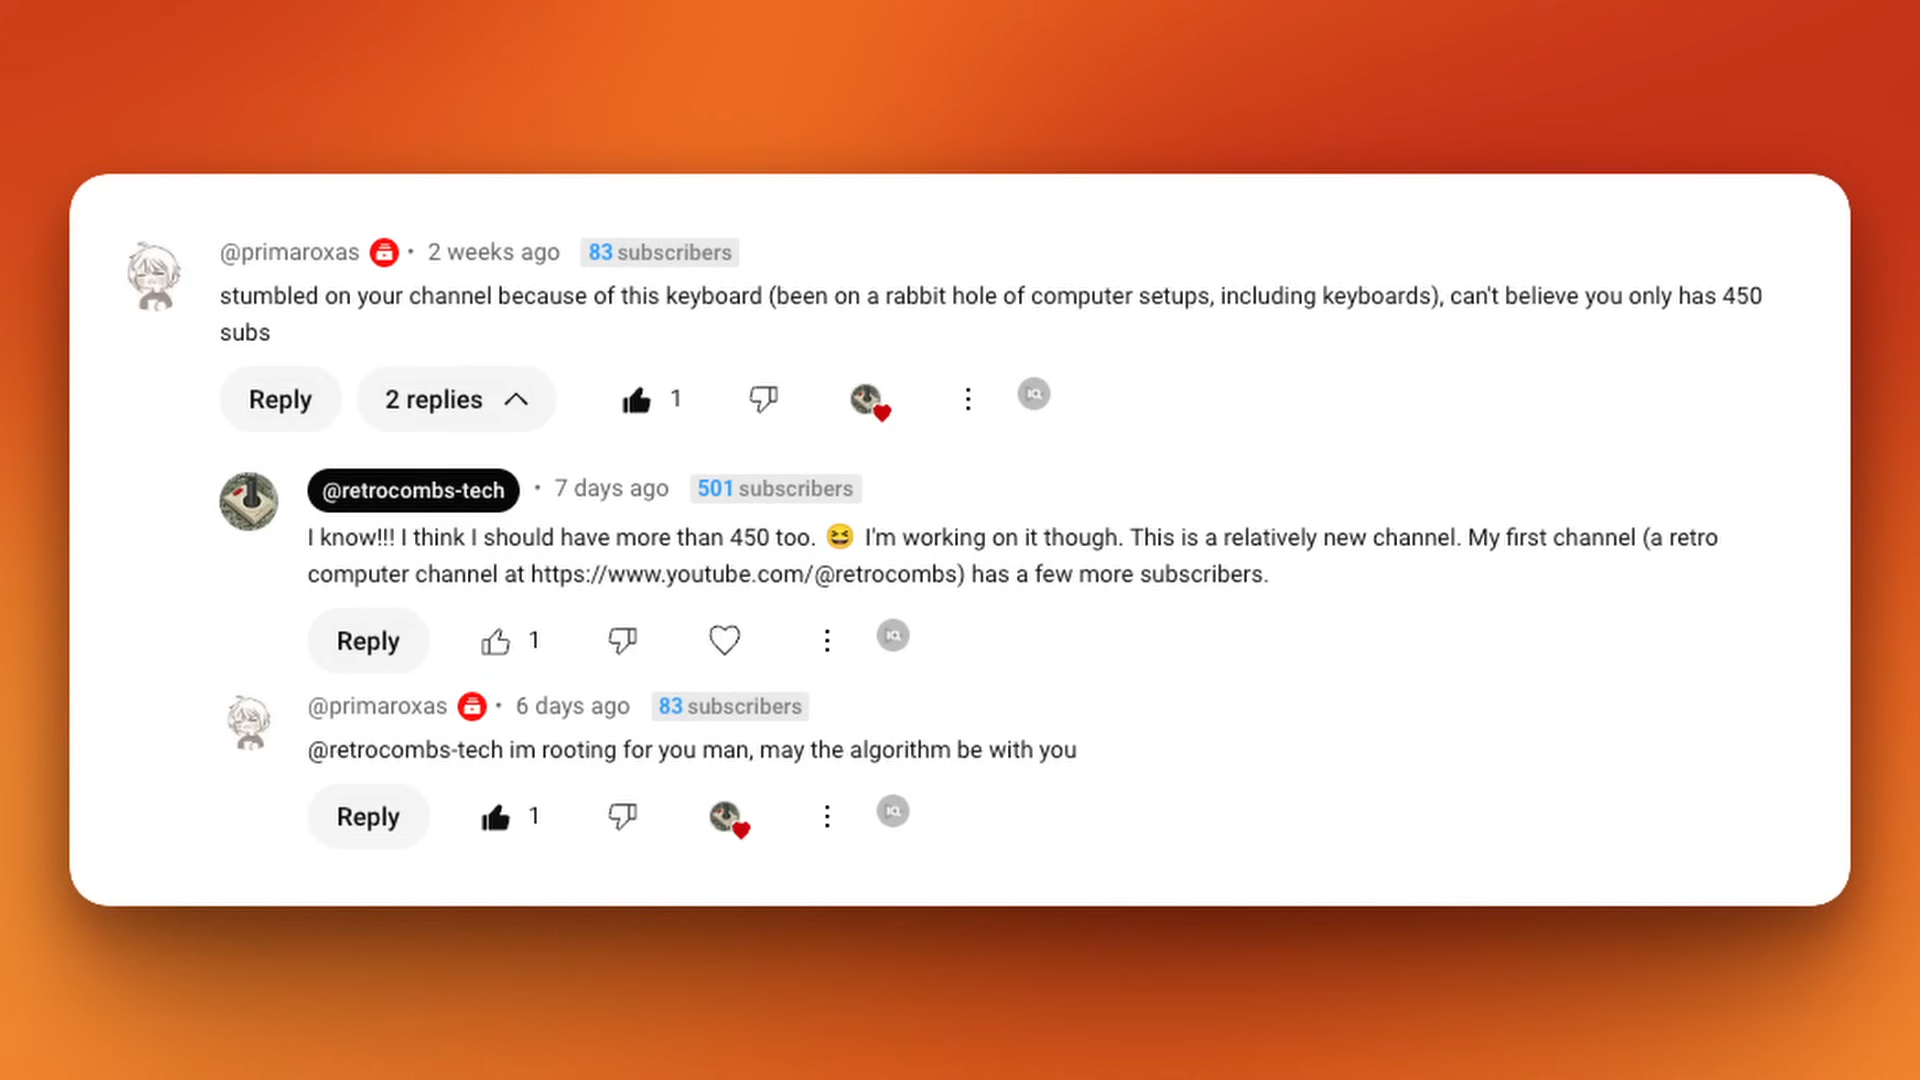 @primaroxas • 2 weeks ago 83 subscribers
stumbled on your channel because of this keyboard (been on a rabbit hole of computer setups, including keyboards), can't believe you only has 450
subs
Reply 2 replies 1 IQ
@retrocombs-tech • 7 days ago 501 subscribers
I know!!! I think I should have more than 450 too. 😆 I'm working on it though. This is a relatively new channel. My first channel (a retro
computer channel at https://www.youtube.com/@retrocombs) has a few more subscribers.
Reply 1 IQ
@primaroxas • 6 days ago 83 subscribers
@retrocombs-tech im rooting for you man, may the algorithm be with you
Reply 1 IQ